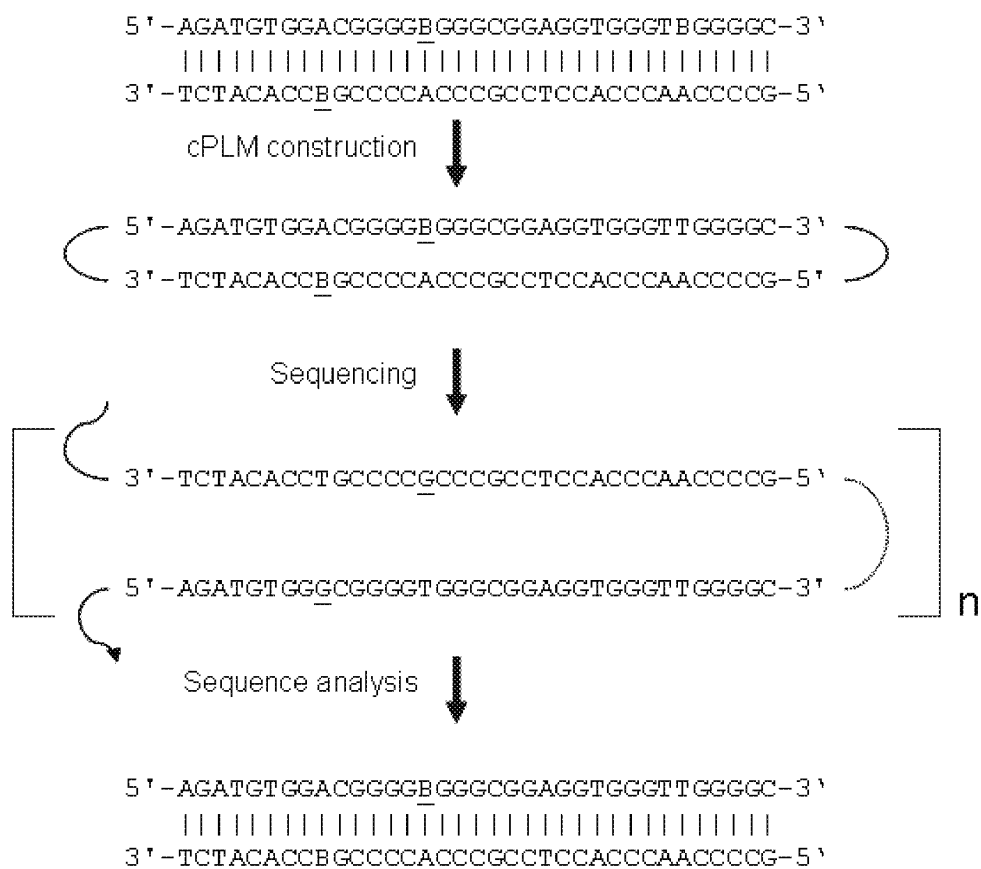 5'-AGATGTGGACGGGGBGGGCGGAGGTGGGTBGGGGC-3'
3'-TCTACACCBGCCCCACCCGCCTCCACCCAACCCCG-5'
cPLM construction
5'-AGATGTGGACGGGGBGGGCGGAGGTGGGTTGGGGC-3'
3'-TCTACACCBGCCCCACCCGCCTCCACCCAACCCCG-5'
Sequencing
3'-TCTACACCTGCCCCGCCCGCCTCCACCCAACCCCG-5'
5'-AGATGTGGGCGGGGTGGGCGGAGGTGGGTTGGGGC-3'
n
Sequence analysis
5'-AGATGTGGACGGGGBGGGCGGAGGTGGGTTGGGGC-3'
3'-TCTACACCBGCCCCACCCGCCTCCACCCAACCCCG-5'